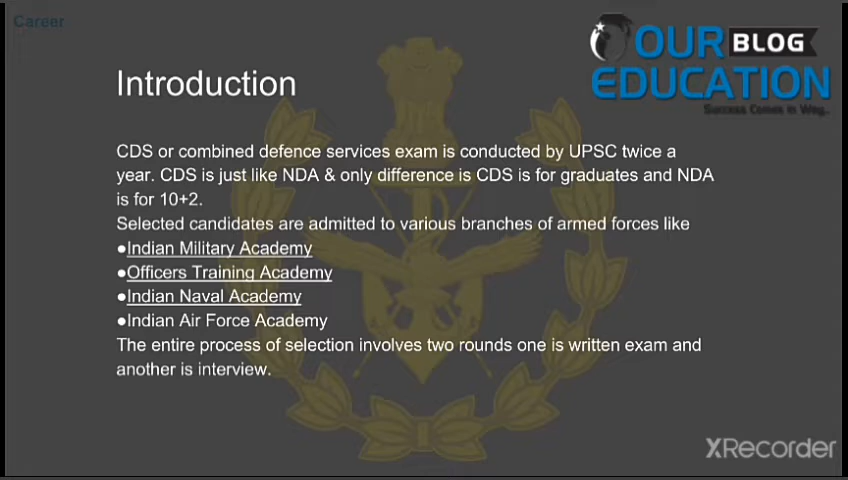 Career
OUR BLOG
EDUCATION
Success Comes in Way..
Introduction
CDS or combined defence services exam is conducted by UPSC twice a
year. CDS is just like NDA & only difference is CDS is for graduates and NDA
is for 10+2.
Selected candidates are admitted to various branches of armed forces like
●Indian Military Academy
●Officers Training Academy
●Indian Naval Academy
●Indian Air Force Academy
The entire process of selection involves two rounds one is written exam and
another is interview.
XRecorder